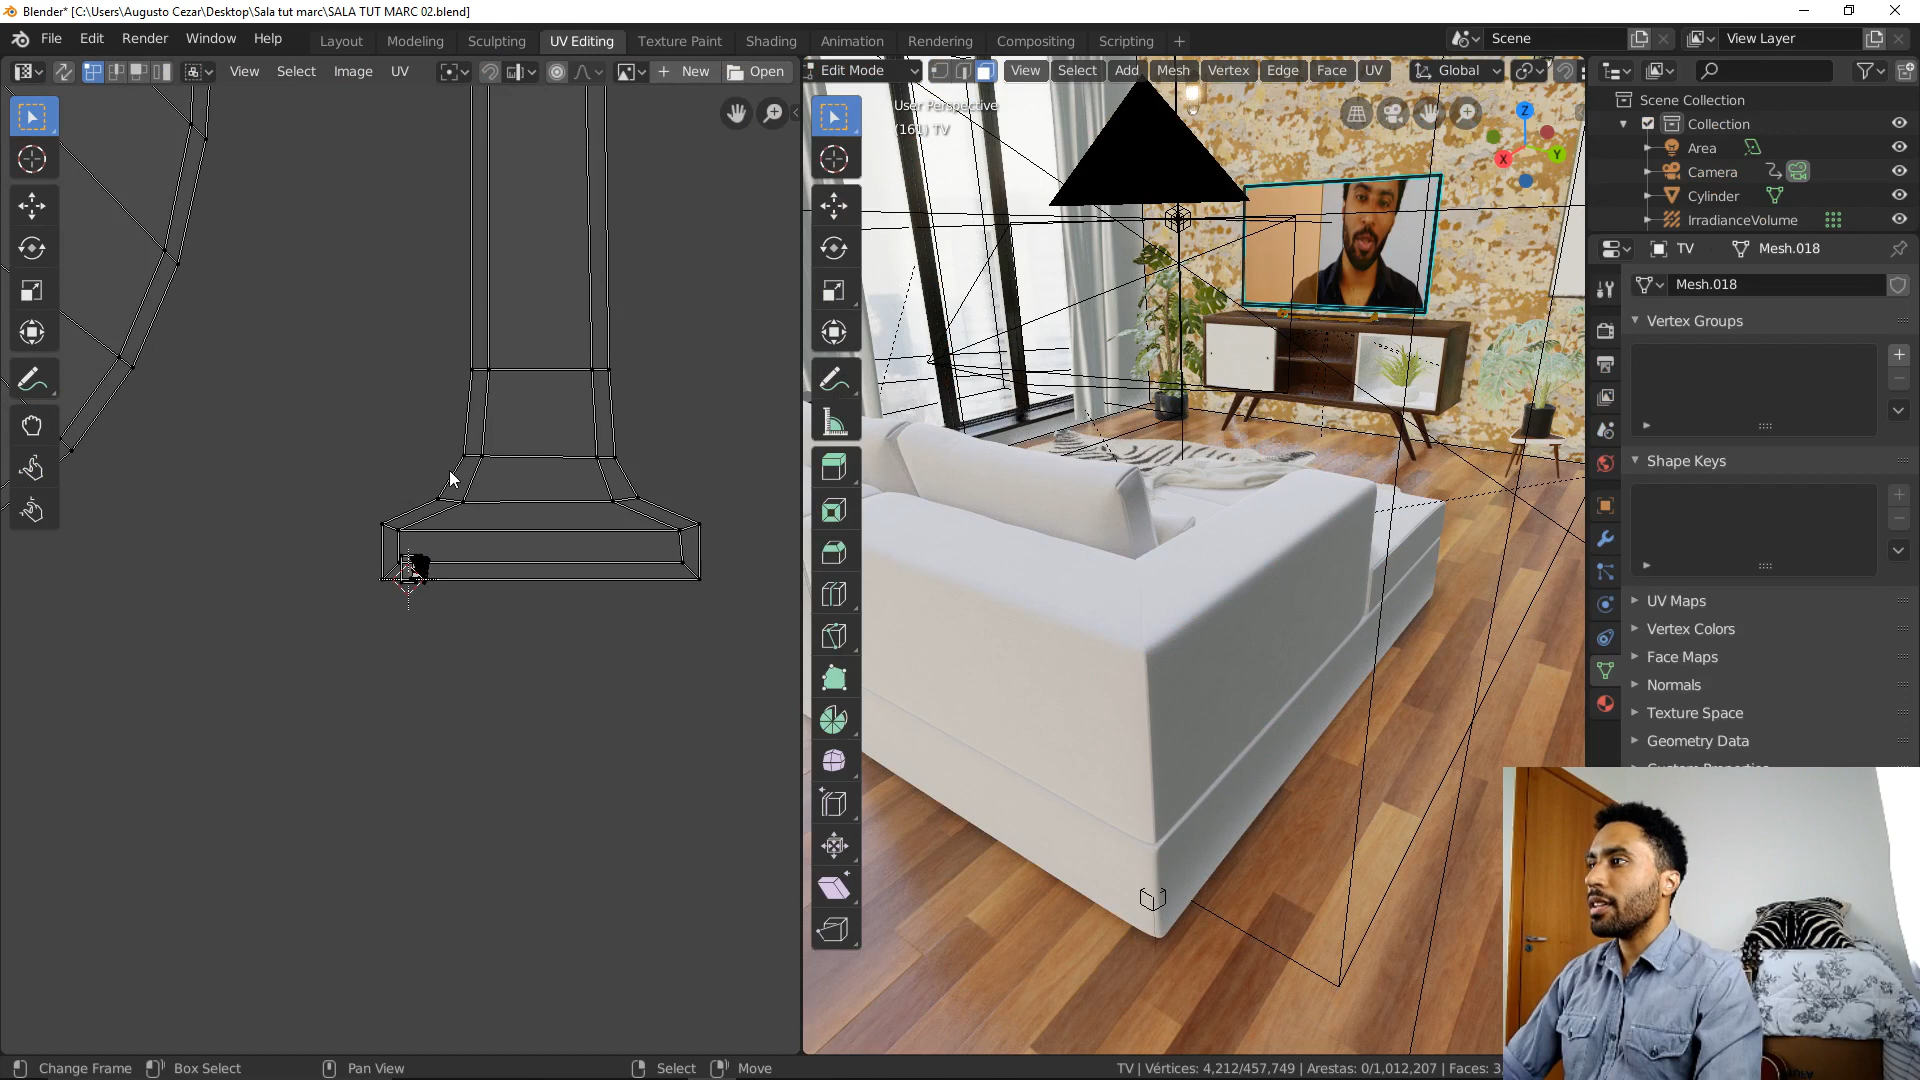 Blender* [C:\Users\Augusto Cezar\Desktop\Sala tut marc\SALA TUT MARC 02.blend]
File Edit Render Window Help
Layout Modeling Sculpting UV Editing Texture Paint Shading Animation Rendering Compositing Scripting +
Scene
View Layer
View Select Image UV
New
Open
Edit Mode
View Select Add Mesh Vertex Edge Face UV
Global
User Perspective
(161) TV
Z
X
Y
Scene Collection
Collection
Area
Camera
Cylinder
IrradianceVolume
TV
Mesh.018
Mesh.018
Vertex Groups
Shape Keys
UV Maps
Vertex Colors
Face Maps
Normals
Texture Space
Geometry Data
Change Frame
Box Select
Pan View
Select
Move
TV | Vértices: 4,212/457,749 | Arestas: 0/1,012,207 | Faces: 3,